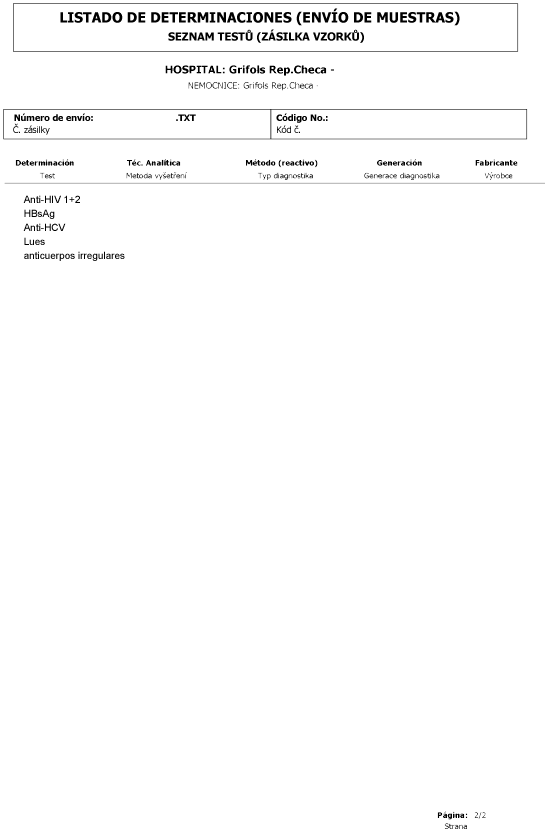 LISTADO DE DETERMINACIONES (ENVÍO DE MUESTRAS)
SEZNAM TESTŮ (ZÁSILKA VZORKŮ)
HOSPITAL: Grifols Rep.Checa -
NEMOCNICE: Grifols Rep.Checa -
Número de envío: .TXT Código No.:
Č. zásilky Kód č.
Determinación Téc. Analítica Método (reactivo) Generación Fabricante
Test Metoda vyšetření Typ diagnostika Generace diagnostika Výrobce
Anti-HIV 1+2
HBsAg
Anti-HCV
Lues
anticuerpos irregulares
Página: 2/2
Strana